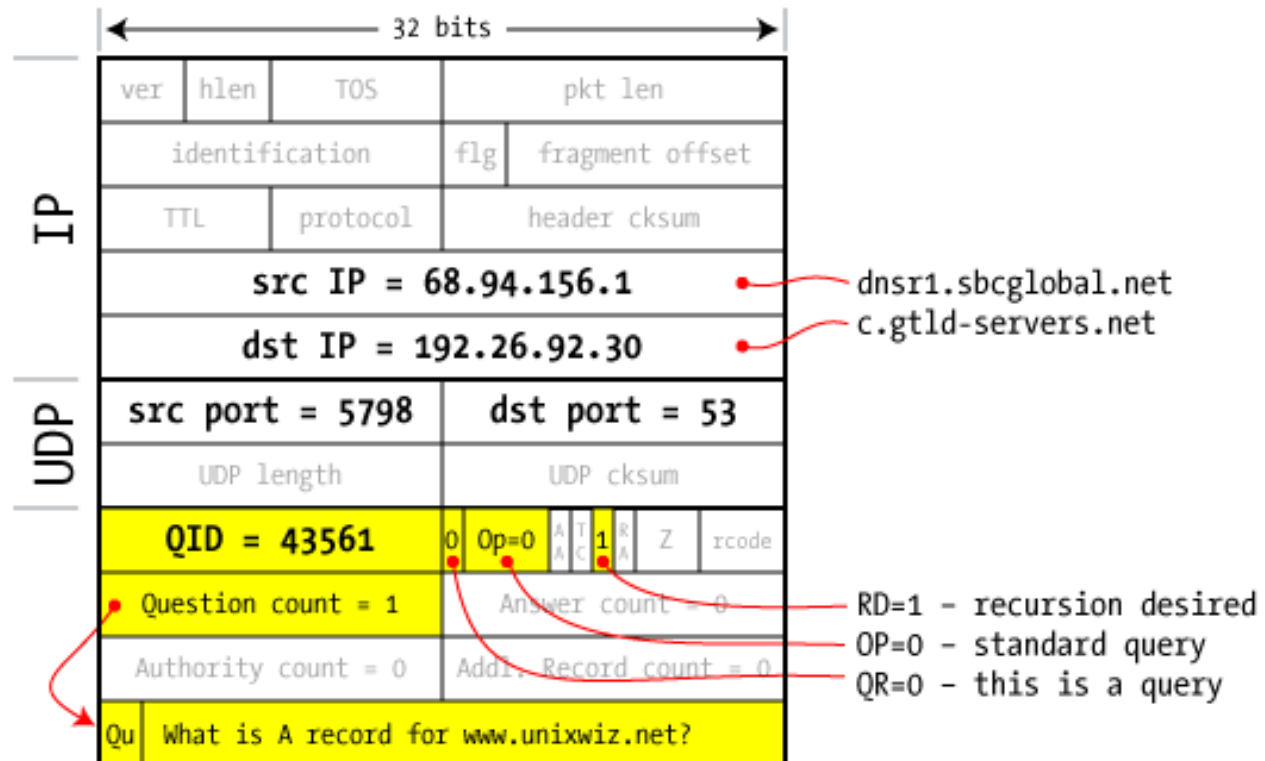 32 bits
ver hlen TOS pkt len
identification flg fragment offset
TTL protocol header cksum
IP
src IP = 68.94.156.1 dnsr1.sbcglobal.net
dst IP = 192.26.92.30 c.gtld-servers.net
UDP
src port = 5798 dst port = 53
UDP length UDP cksum
QID = 43561 0 Op=0 AA TC 1 RA Z rcode
Question count = 1 Answer count = 0 RD=1 – recursion desired
OP=0 – standard query
Authority count = 0 Addl. Record count = 0 QR=0 – this is a query
Qu What is A record for www.unixwiz.net?